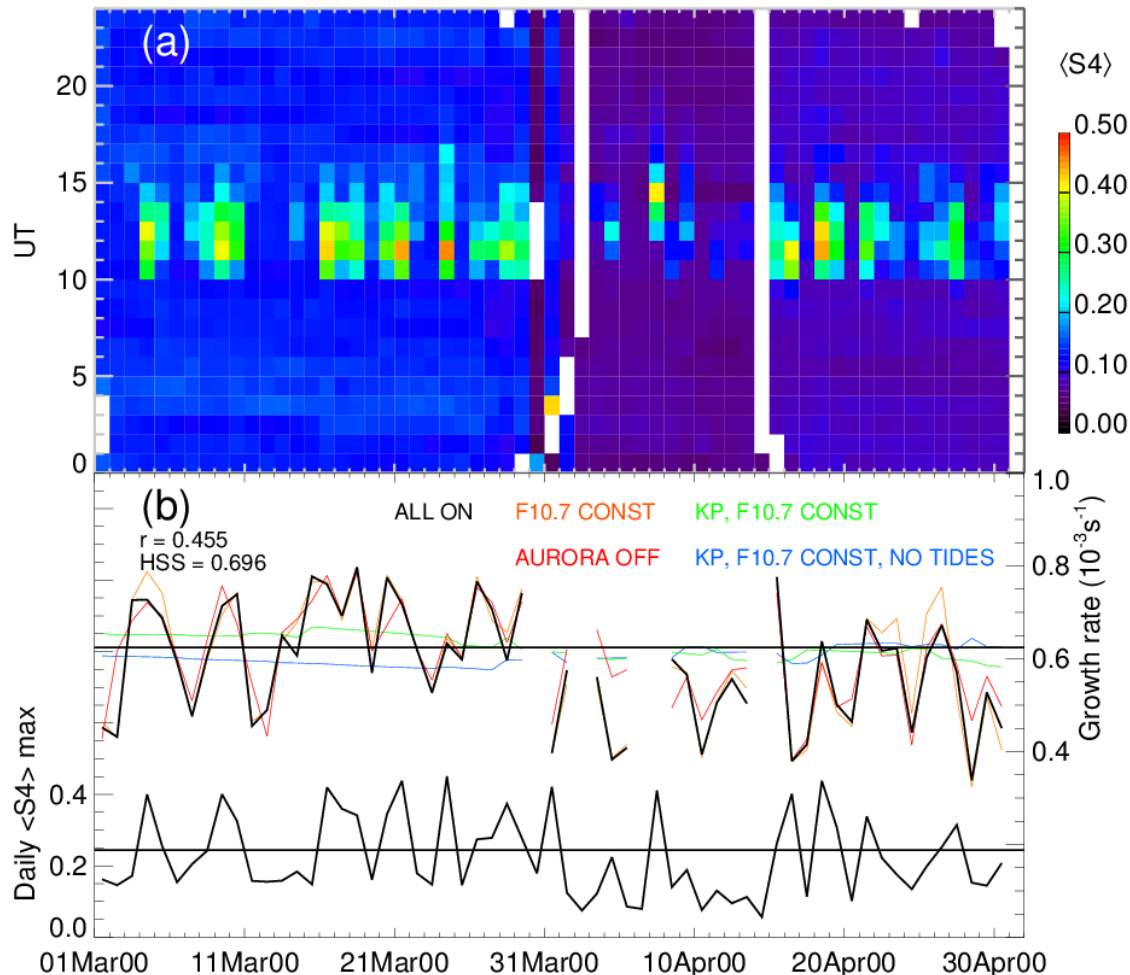 (a)
⟨S4⟩
20
15
10
5
0
UT
0.50
0.40
0.30
0.20
0.10
0.00
(b)
ALL ON F10.7 CONST KP, F10.7 CONST
r = 0.455
HSS = 0.696
AURORA OFF KP, F10.7 CONST, NO TIDES
1.0
0.8
0.6
0.4
Growth rate (10⁻³s⁻¹)
Daily <S4> max
0.4
0.2
0.0
01Mar00 11Mar00 21Mar00 31Mar00 10Apr00 20Apr00 30Apr00